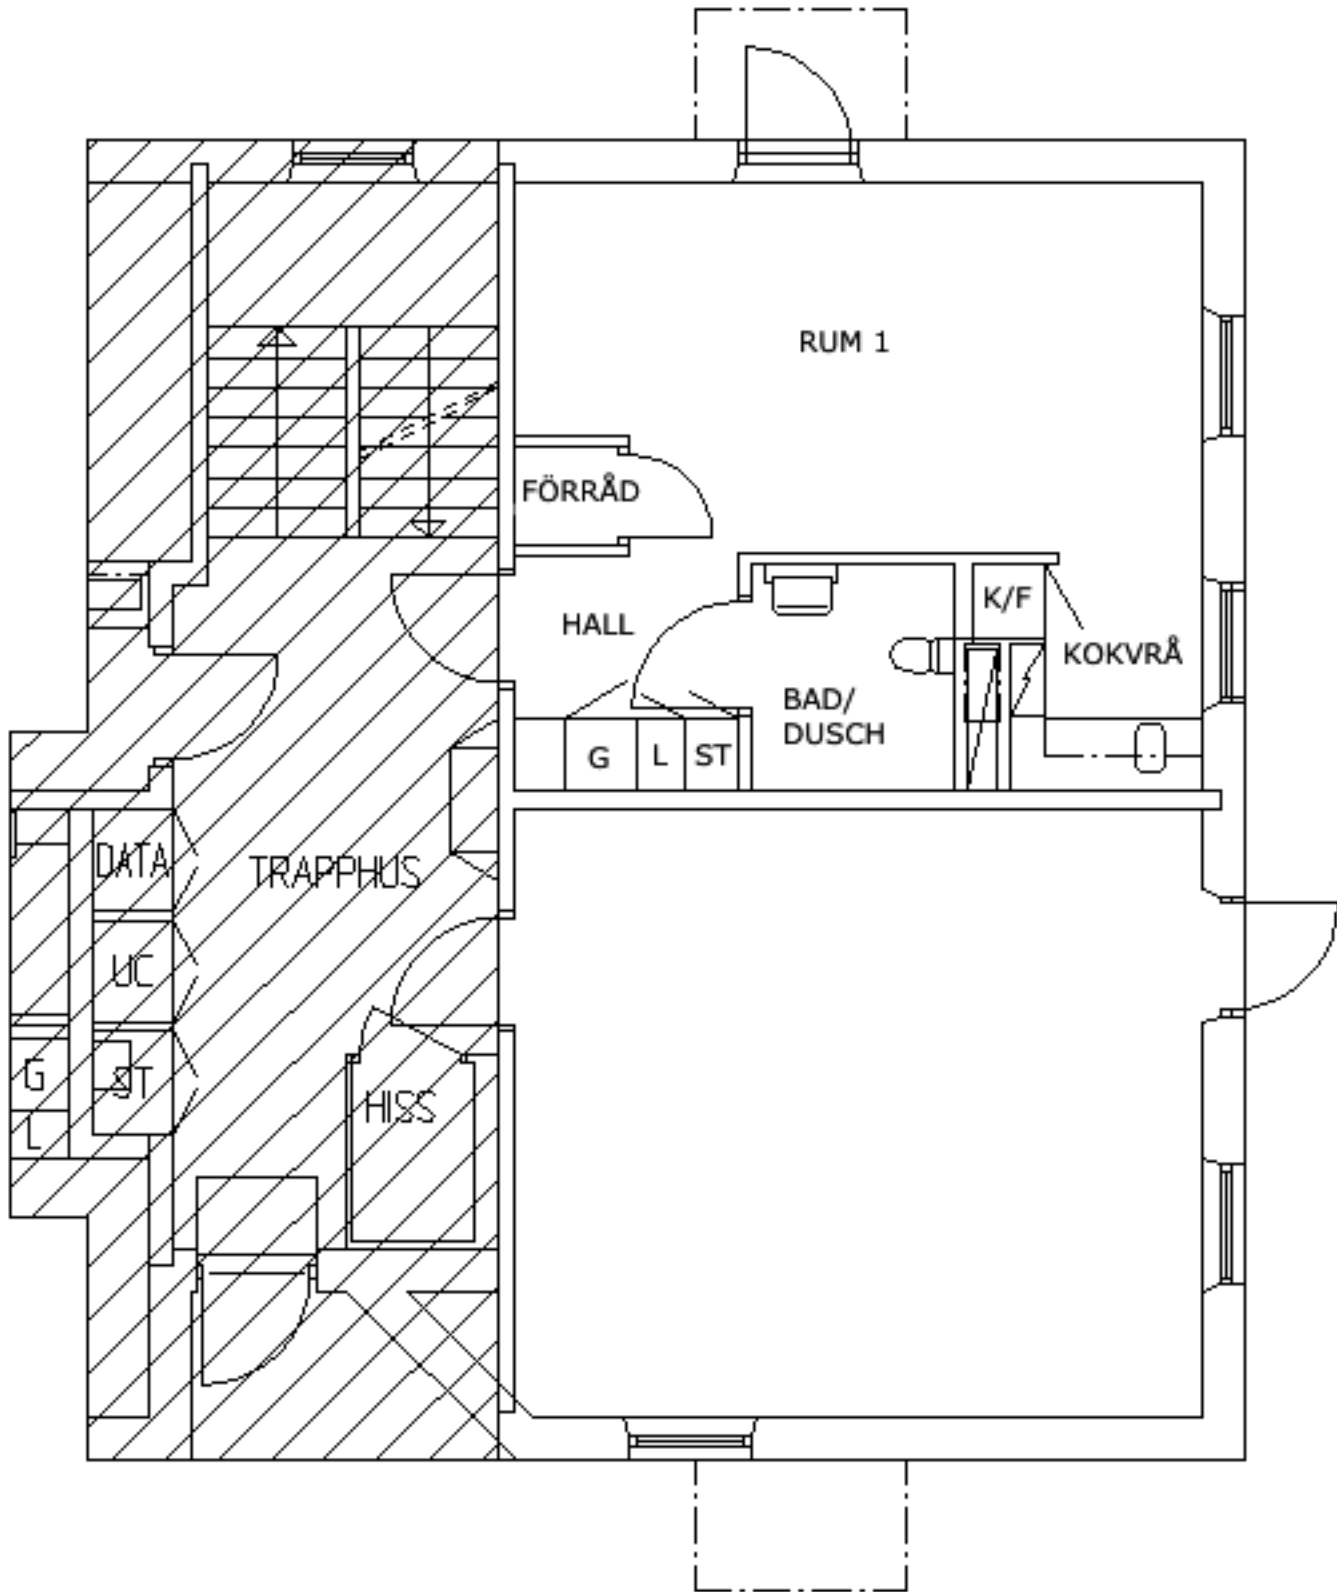 RUM 1
FÖRRÅD
HALL
K/F
KOKVRÅ
BAD/
DUSCH
G
L
ST
DATA
TRAPPHUS
UC
G
ST
HISS
L